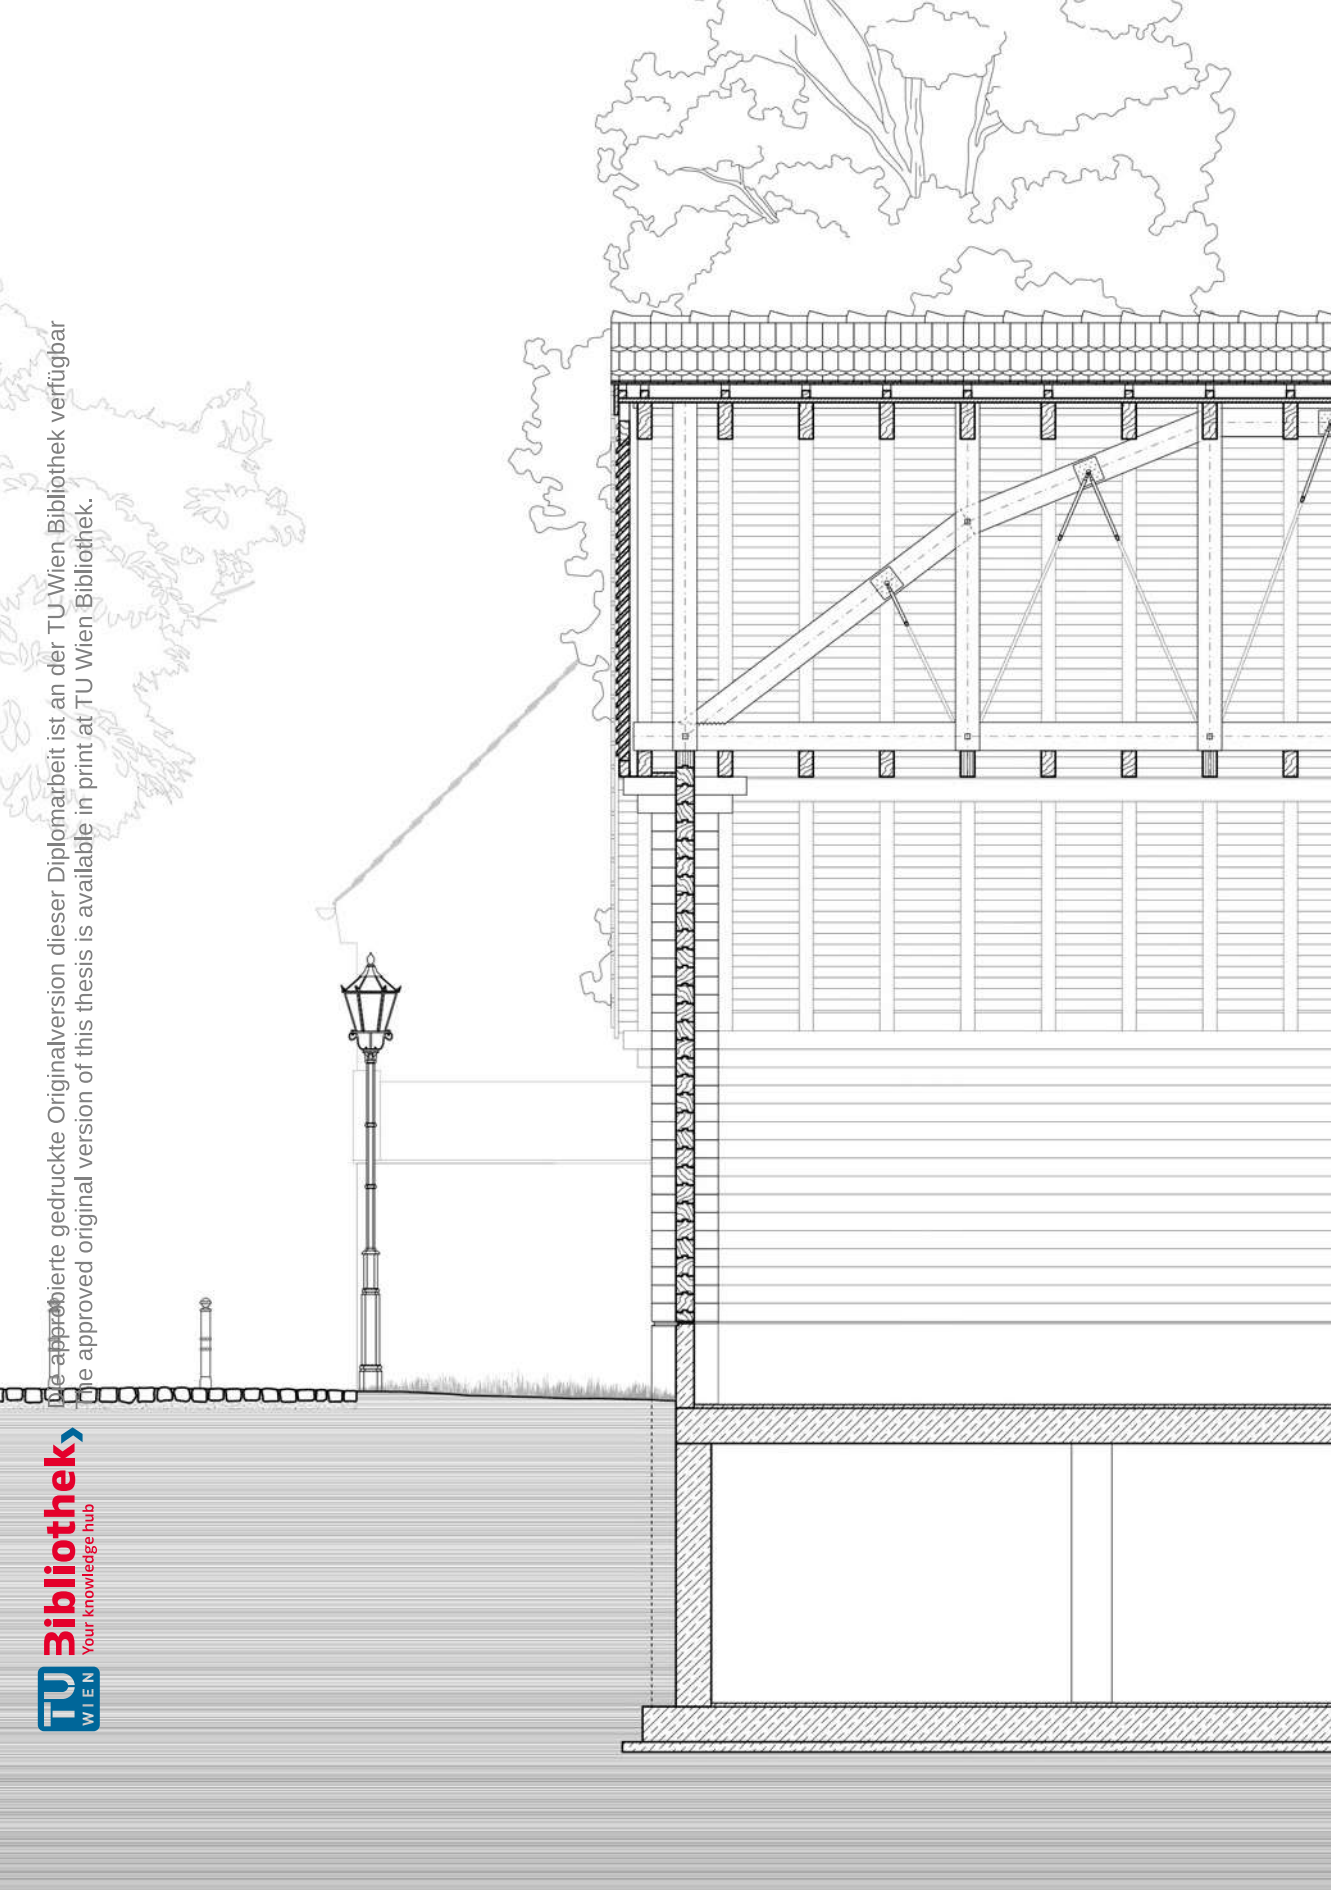 Die approbierte gedruckte Originalversion dieser Diplomarbeit ist an der TU Wien Bibliothek verfügbar
The approved original version of this thesis is available in print at TU Wien Bibliothek.
Bibliothek
Your knowledge hub
TU
WIEN